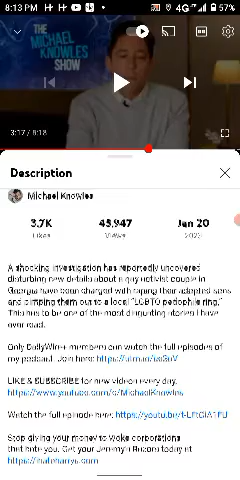 8:13 PM
4G
57%
THE
MICHAEL
KNOWLES
SHOW
3:17 / 8:18
Description
Michael Knowles
3.7K
45,947
Jan 20
Likes
Views
2023
A shocking investigation has reportedly uncovered
disturbing new details about a gay activist couple in
Georgia have been charged with raping their adopted sons
and pimping them out to a local "LGBTQ pedophile ring."
This has to be one of the most disgusting stories I have
ever read.
Only DailyWire+ members can watch the full episodes of
my podcast. Join here:
LIKE & SUBSCRIBE for new videos every day.
https://www.youtube.com/c/MichaelKnowles
Watch the full episode here:
Stop giving your money to woke corporations
that hate you. Get your Jeremy's Razors today at
https://ihateharrys.com